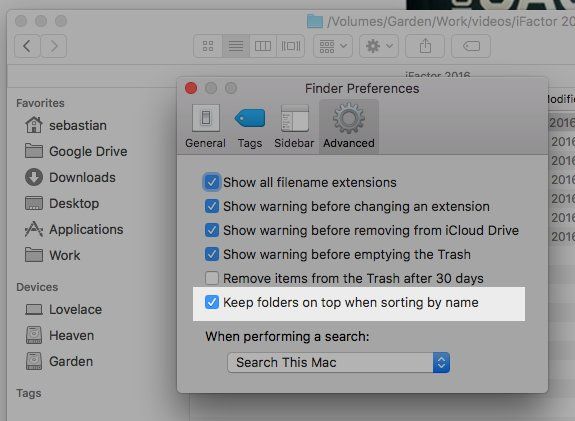 /Volumes/Garden/Work/videos/iFactor 20
iFactor 2016
Finder Preferences
General Tags Sidebar Advanced
Favorites
sebastian
Google Drive
Downloads
Desktop
Applications
Work
Devices
Lovelace
Heaven
Garden
Tags
Show all filename extensions
Show warning before changing an extension
Show warning before removing from iCloud Drive
Show warning before emptying the Trash
Remove items from the Trash after 30 days
Keep folders on top when sorting by name
When performing a search:
Search This Mac
Modifie
2016
2016
2016
2016
2016
2016